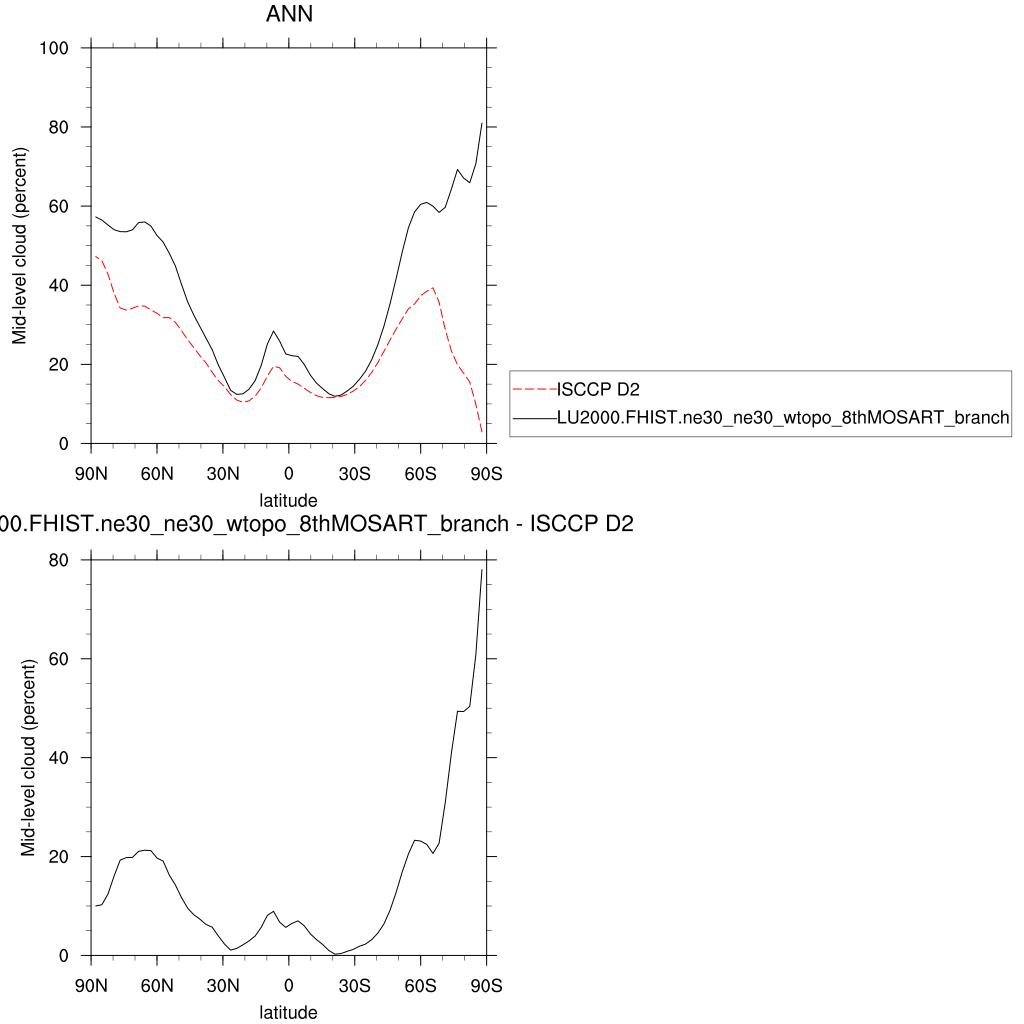 ANN
100
80
60
40
20
0
Mid-level cloud (percent)
90N 60N 30N 0 30S 60S 90S
latitude
ISCCP D2
LU2000.FHIST.ne30_ne30_wtopo_8thMOSART_branch
00.FHIST.ne30_ne30_wtopo_8thMOSART_branch - ISCCP D2
80
60
40
20
0
Mid-level cloud (percent)
90N 60N 30N 0 30S 60S 90S
latitude